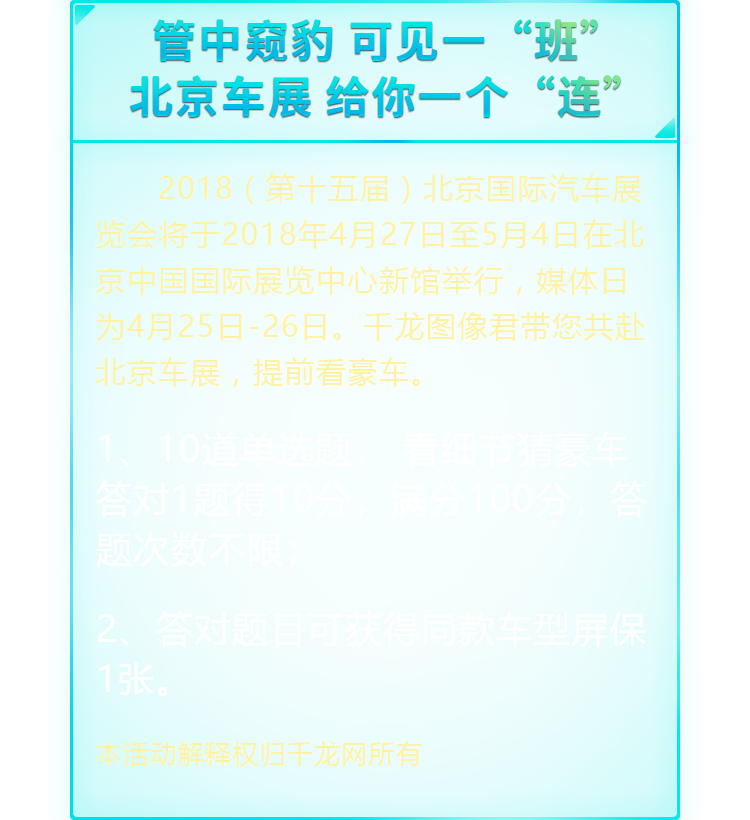 管中窥豹 可见一“班”
北京车展 给你一个“连”
2018（第十五届）北京国际汽车展
览会将于2018年4月27日至5月4日在北
京中国国际展览中心新馆举行，媒体日
为4月25日-26日。千龙图像君带您共赴
北京车展，提前看豪车。
1、10道单选题， 看细节猜豪车
答对1题得10分，满分100分，答
题次数不限；
2、答对题目可获得同款车型屏保
1张。
本活动解释权归千龙网所有